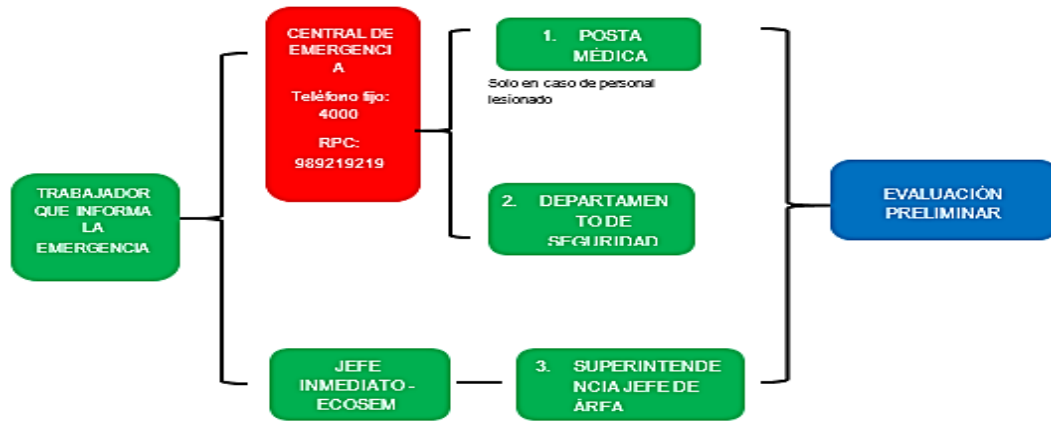 CENTRAL DE
EMERGENCI
A
Teléfono fijo:
4000
RPC:
989219219
1. POSTA
MÉDICA
Solo en caso de personal
lesionado
TRABAJADOR
QUE INFORMA
LA
EMERGENCIA
2. DEPARTAMEN
TO DE
SEGURIDAD
EVALUACIÓN
PRELIMINAR
JEFE
INMEDIATO -
ECOSEM
3. SUPERINTENDE
NCIA JEFE DE
ÁREA